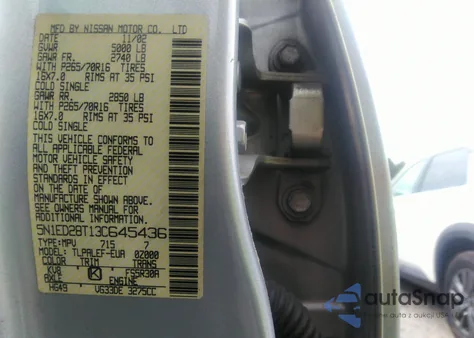 MFD BY NISSAN MOTOR CO. LTD
DATE 11/02
GVWR 5000 LB
GAWR FR. 2740 LB
WITH P265/70R16 TIRES
16X7.0 RIMS AT 35 PSI
COLD SINGLE
GAWR RR. 2850 LB
WITH P265/70R16 TIRES
16X7.0 RIMS AT 35 PSI
COLD SINGLE
THIS VEHICLE CONFORMS TO
ALL APPLICABLE FEDERAL
MOTOR VEHICLE SAFETY
AND THEFT PREVENTION
STANDARDS IN EFFECT
ON THE DATE OF
MANUFACTURE SHOWN ABOVE.
SEE OWNERS MANUAL FOR
ADDITIONAL INFORMATION
5N1ED28T13C645436
TYPE:MPV 715 7
MODEL: TLPALEF-EUA 0Z000
COLOR TRIM TRANS
KV8 K FS5R30A
AXLE ENGINE
HG49 VG33DE 3275CC
autoSnap